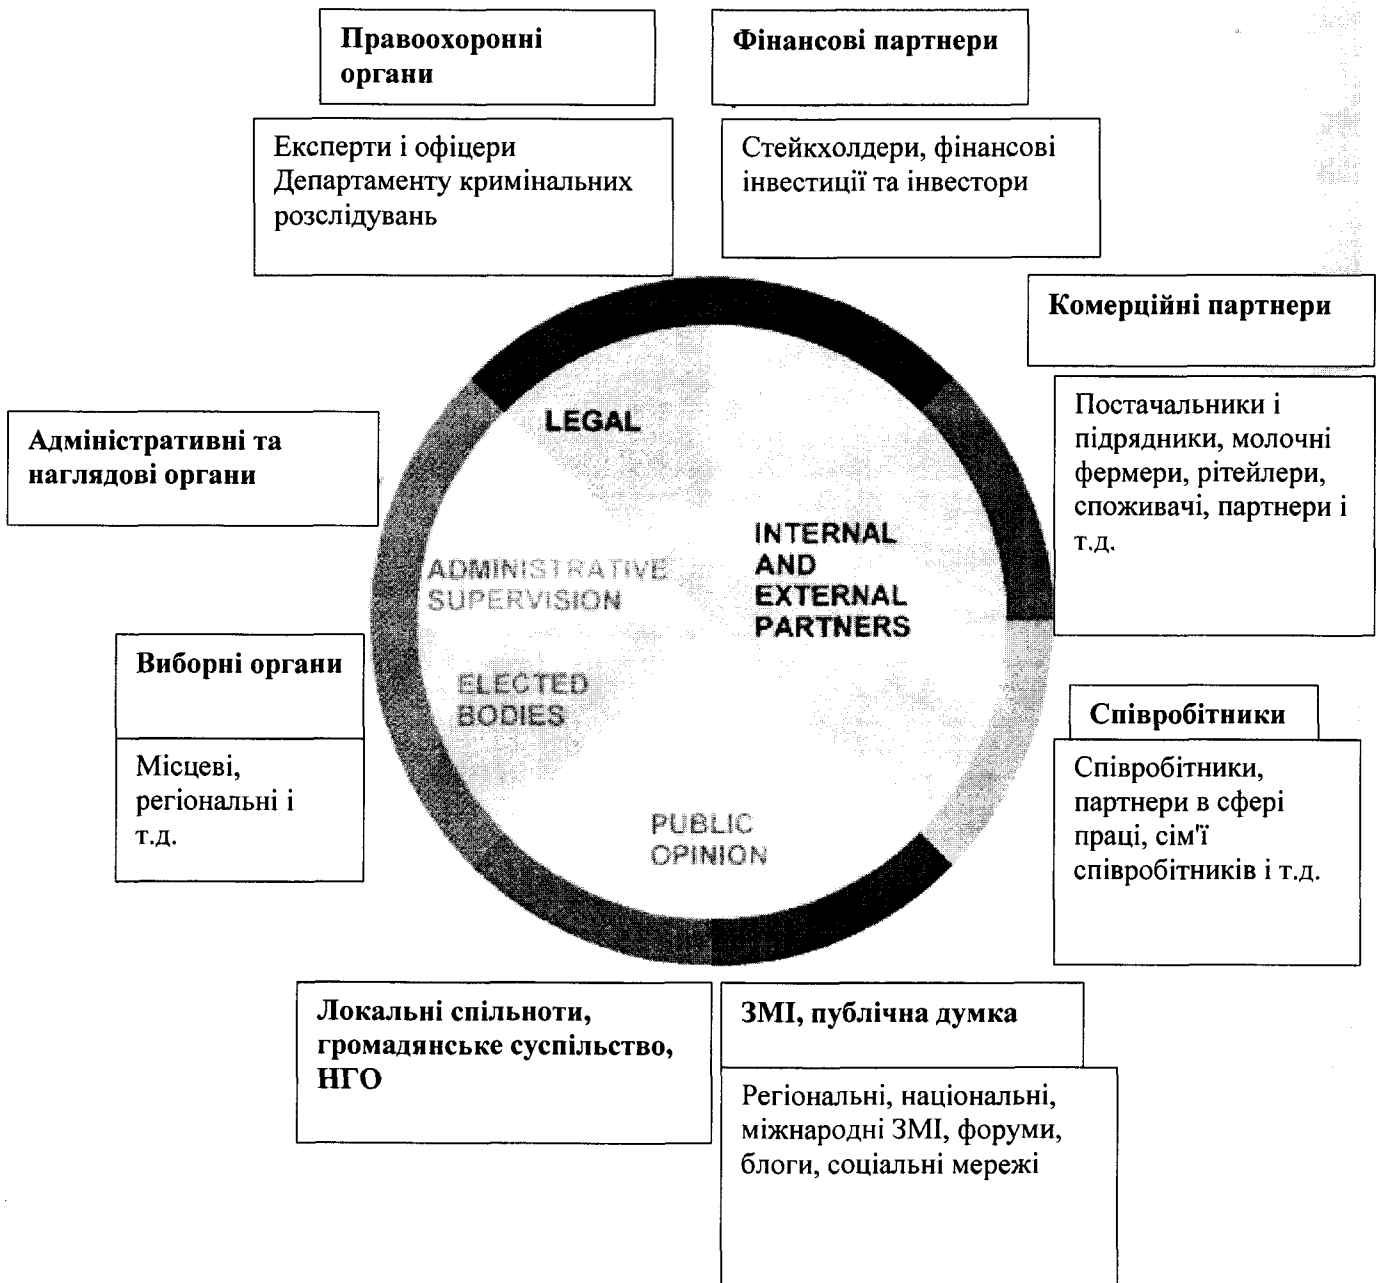 Правоохоронні
органи
Фінансові партнери
Експерти і офіцери
Департаменту кримінальних
розслідувань
Стейкхолдери, фінансові
інвестиції та інвестори
Комерційні партнери
Постачальники і
підрядники, молочні
фермери, рітейлери,
споживачі, партнери і
т.д.
Адміністративні та
наглядові органи
LEGAL
INTERNAL
AND
EXTERNAL
PARTNERS
ADMINISTRATIVE
SUPERVISION
ELECTED
BODIES
PUBLIC
OPINION
Виборні органи
Місцеві,
регіональні і
т.д.
Співробітники
Співробітники,
партнери в сфері
праці, сім'ї
співробітників і т.д.
Локальні спільноти,
громадянське суспільство,
НГО
ЗМІ, публічна думка
Регіональні, національні,
міжнародні ЗМІ, форуми,
блоги, соціальні мережі